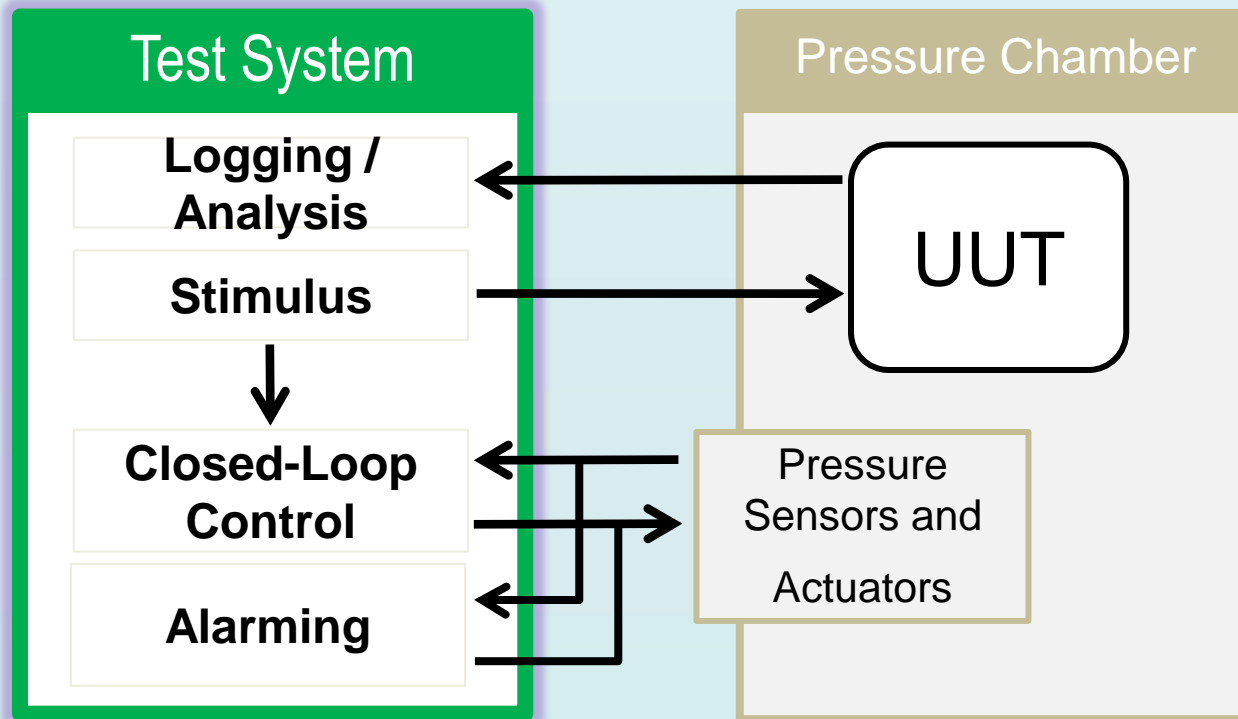 Test System
Pressure Chamber
Logging /
Analysis
UUT
Stimulus
Closed-Loop
Control
Pressure
Sensors and
Actuators
Alarming